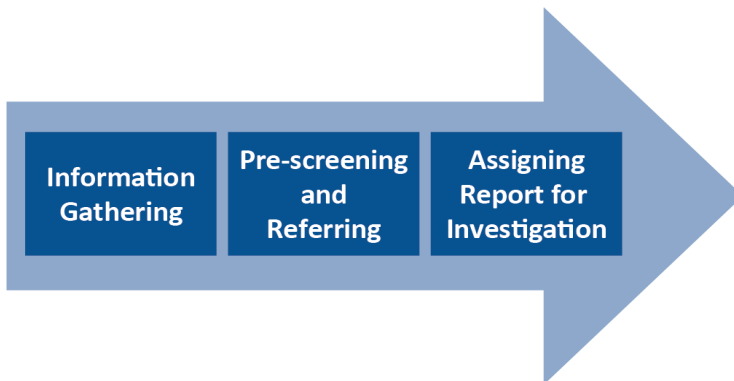 Information
Gathering
Pre-screening
and
Referring
Assigning
Report for
Investigation